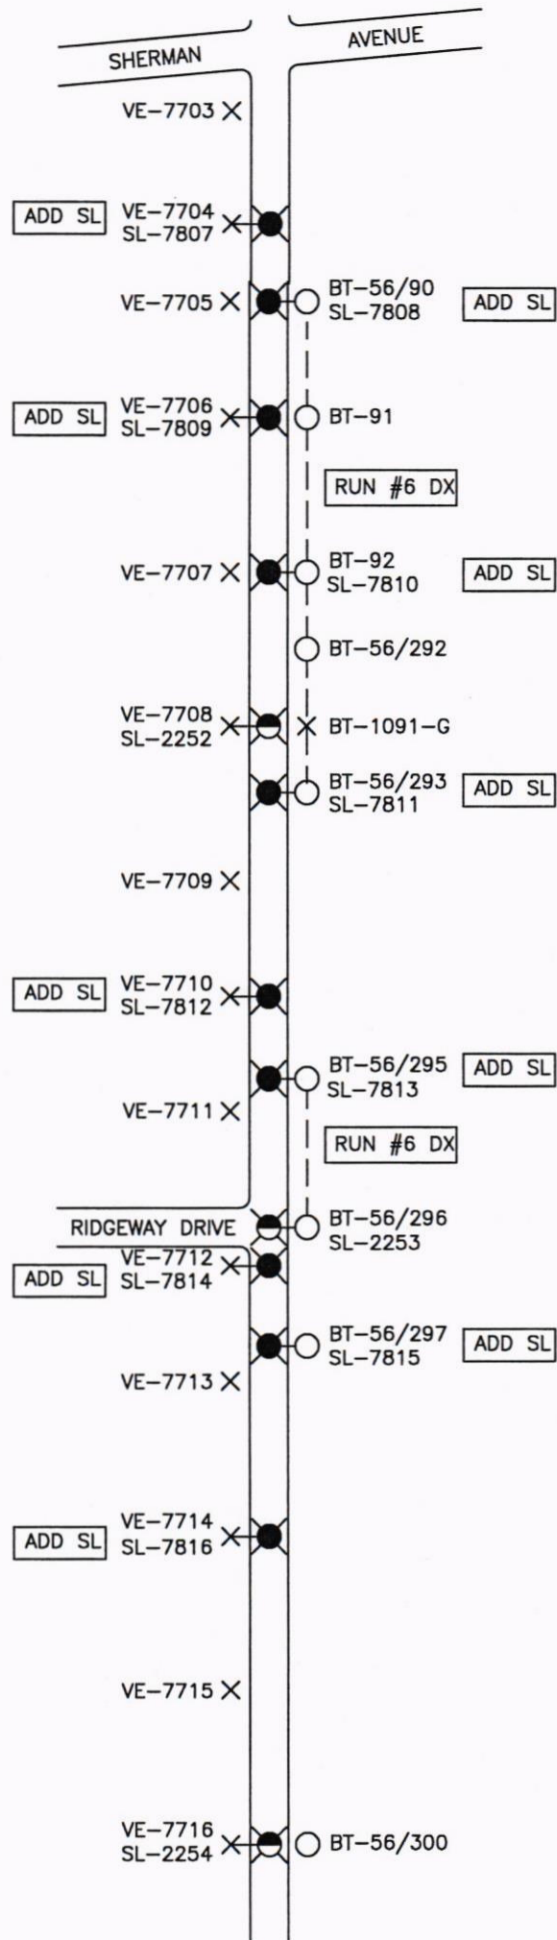 SHERMAN
AVENUE
VE-7703
ADD SL
VE-7704
SL-7807
VE-7705
BT-56/90
SL-7808
ADD SL
ADD SL
VE-7706
SL-7809
BT-91
RUN #6 DX
VE-7707
BT-92
SL-7810
ADD SL
BT-56/292
VE-7708
SL-2252
BT-1091-G
BT-56/293
SL-7811
ADD SL
VE-7709
ADD SL
VE-7710
SL-7812
BT-56/295
SL-7813
ADD SL
VE-7711
RUN #6 DX
RIDGEWAY DRIVE
BT-56/296
SL-2253
ADD SL
VE-7712
SL-7814
BT-56/297
SL-7815
ADD SL
VE-7713
ADD SL
VE-7714
SL-7816
VE-7715
VE-7716
SL-2254
BT-56/300